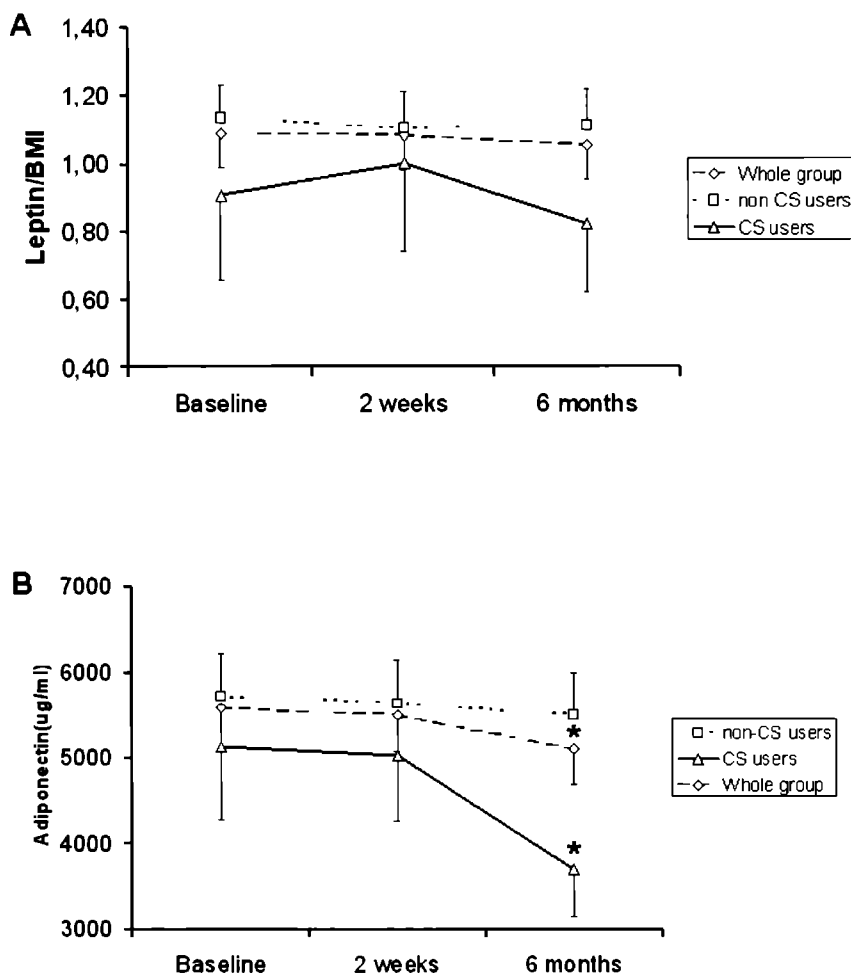 A
1,40
1,20
1,00
0,80
0,60
0,40
Leptin/BMI
Baseline 2 weeks 6 months
Whole group
non CS users
CS users
B
7000
6000
5000
4000
3000
Adiponectin(ug/ml)
*
*
Baseline 2 weeks 6 months
non-CS users
CS users
Whole group